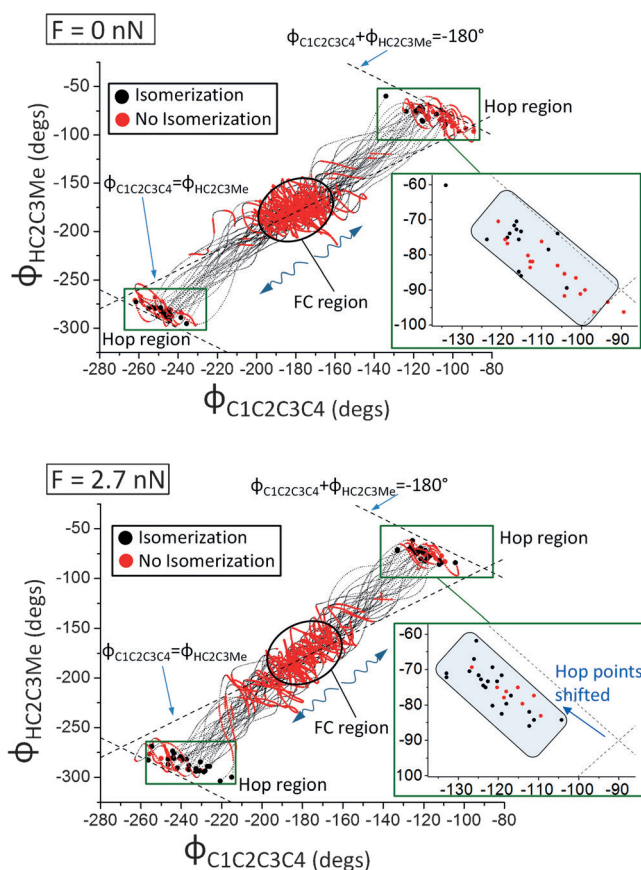 F = 0 nN
ϕC1C2C3C4+ϕHC2C3Me=-180°
Isomerization
No Isomerization
Hop region
ϕC1C2C3C4=ϕHC2C3Me
FC region
Hop region
ϕHC2C3Me (degs)
-50
-100
-150
-200
-250
-300
-280 -260 -240 -220 -200 -180 -160 -140 -120 -100 -80
ϕC1C2C3C4 (degs)
-60
-70
-80
-90
-100
-130 -120 -110 -100 -90
F = 2.7 nN
ϕC1C2C3C4+ϕHC2C3Me=-180°
Isomerization
No Isomerization
Hop region
ϕC1C2C3C4=ϕHC2C3Me
FC region
Hop region
ϕHC2C3Me (degs)
-50
-100
-150
-200
-250
-300
-280 -260 -240 -220 -200 -180 -160 -140 -120 -100 -80
ϕC1C2C3C4 (degs)
-60
-70
-80
-90
100
-130 -120 -110 -100 -90
Hop points
shifted